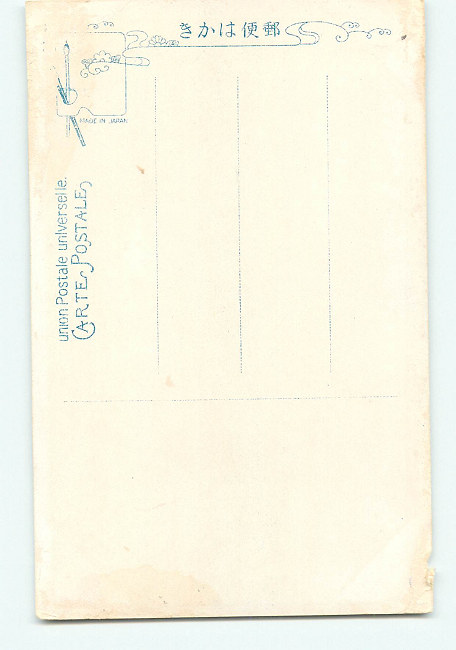 きかは便郵
MADE IN JAPAN
union Postale universelle.
CARTE POSTALE